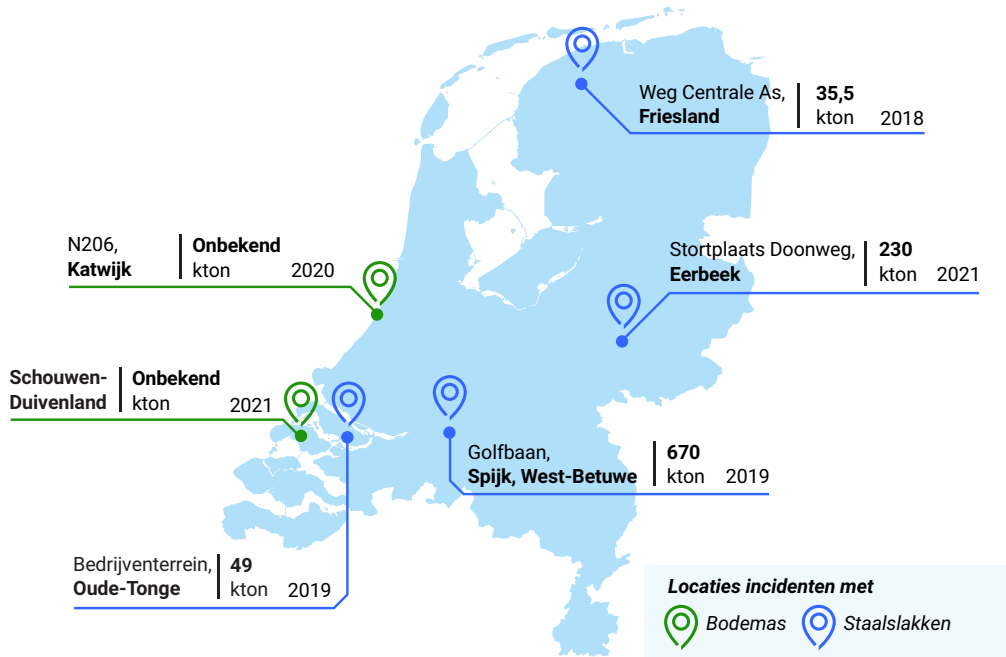 Weg Centrale As,
Friesland
35,5
kton 2018
N206,
Katwijk
Onbekend
kton 2020
Stortplaats Doonweg,
Eerbeek
230
kton 2021
Schouwen-
Duivenland
Onbekend
kton 2021
Golfbaan,
Spijk, West-Betuwe
670
kton 2019
Bedrijventerrein,
Oude-Tonge
49
kton 2019
Locaties incidenten met
Bodemas Staalslakken